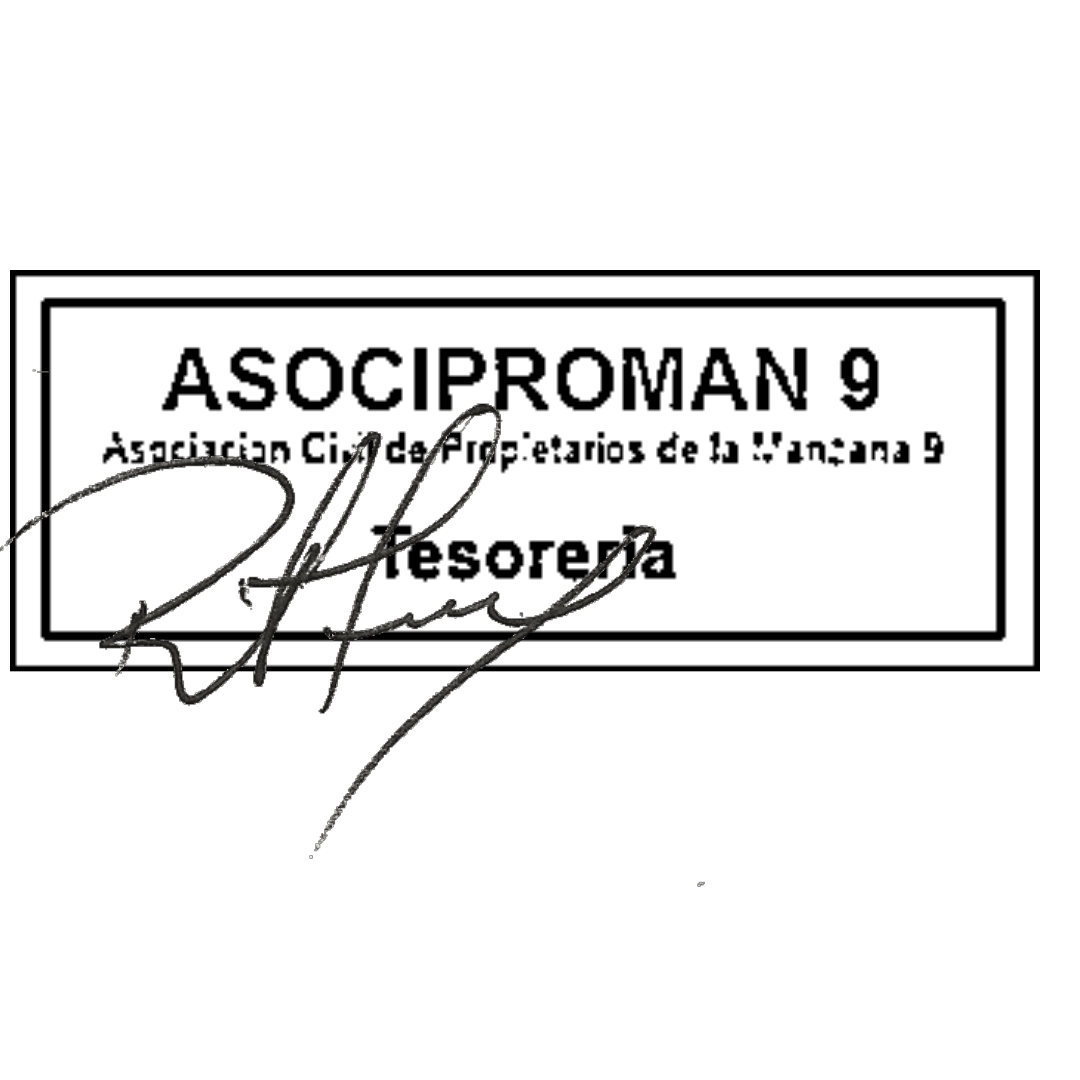 ASOCIPROMAN 9
Asociacion Civil de Propietarios de la Manzana 9
Tesoreria